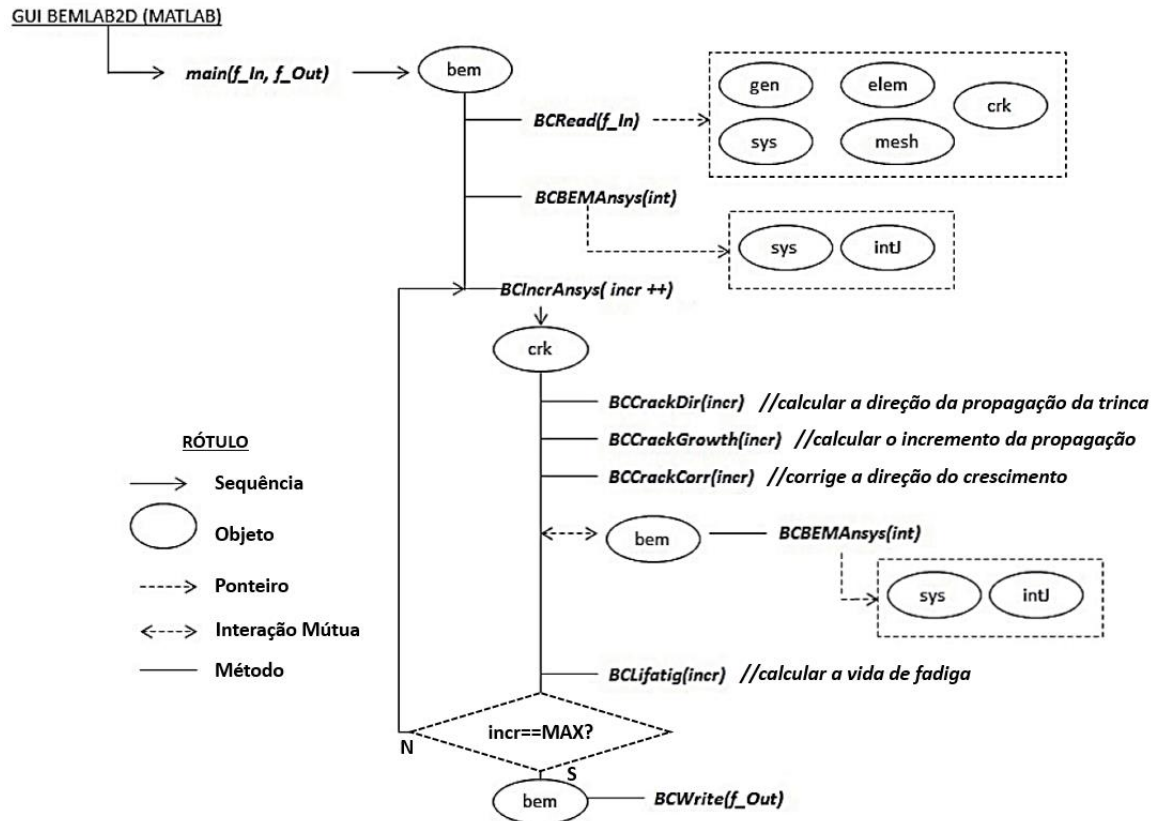 GUI BEMLAB2D (MATLAB)
main(f_In, f_Out)
bem
BCRead(f_In)
gen
elem
crk
sys
mesh
BCBEMAnsys(int)
sys
intJ
BCIncrAnsys( incr ++)
crk
BCCrackDir(incr) //calcular a direção da propagação da trinca
BCCrackGrowth(incr) //calcular o incremento da propagação
BCCrackCorr(incr) //corrige a direção do crescimento
bem
BCBEMAnsys(int)
sys
intJ
BCLifatig(incr) //calcular a vida de fadiga
incr==MAX?
N
S
bem
BCWrite(f_Out)
RÓTULO
Sequência
Objeto
Ponteiro
Interação Mútua
Método